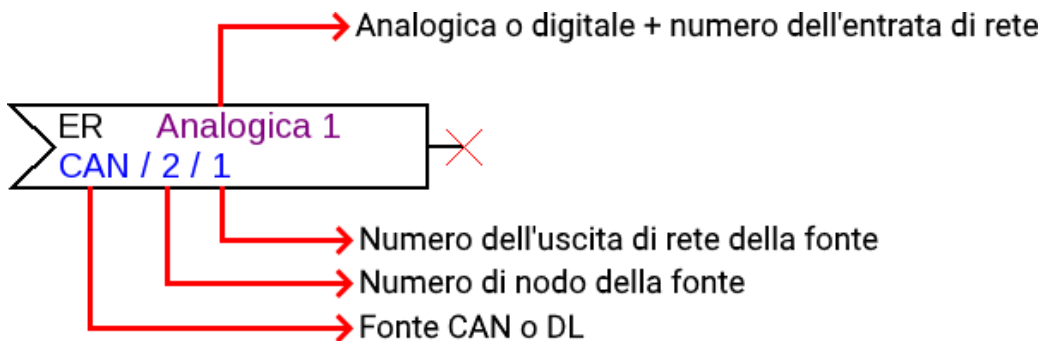 Analogica o digitale + numero dell'entrata di rete
ER Analogica 1
CAN / 2 / 1
Numero dell'uscita di rete della fonte
Numero di nodo della fonte
Fonte CAN o DL